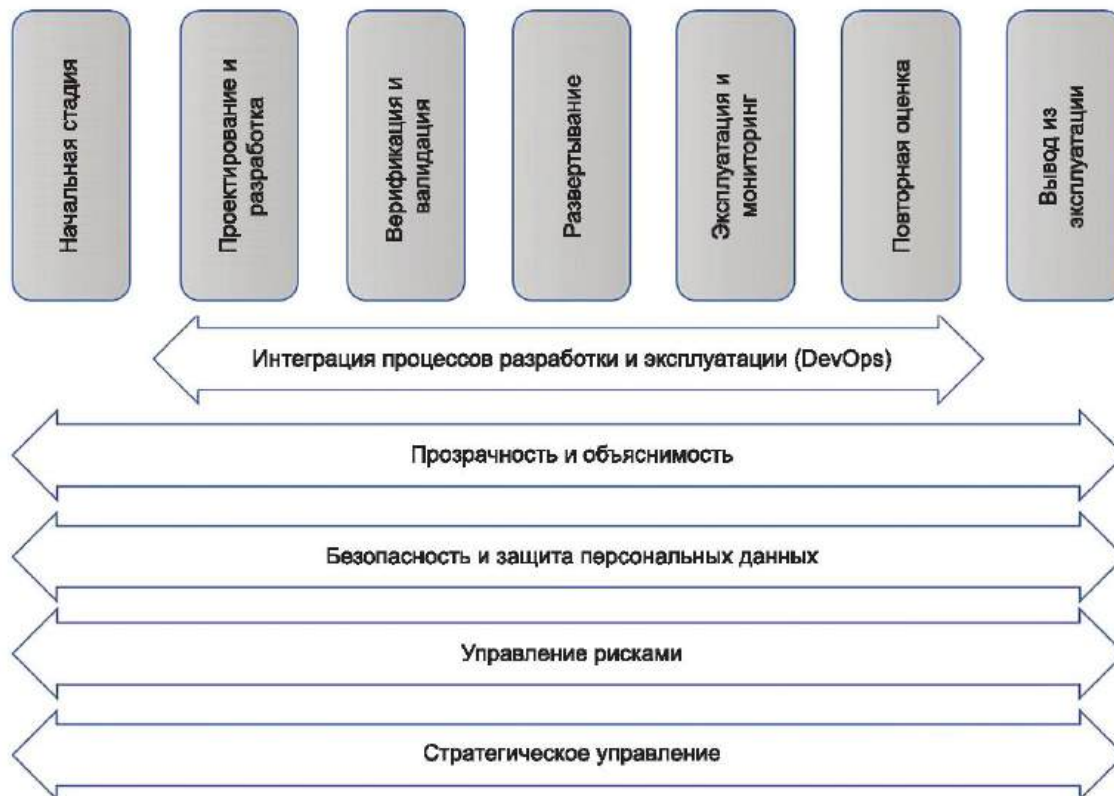 Начальная стадия
Проектирование и
разработка
Верификация и
валидация
Развертывание
Эксплуатация и
мониторинг
Повторная оценка
Вывод из
эксплуатации
Интеграция процессов разработки и эксплуатации (DevOps)
Прозрачность и объяснимость
Безопасность и защита персональных данных
Управление рисками
Стратегическое управление